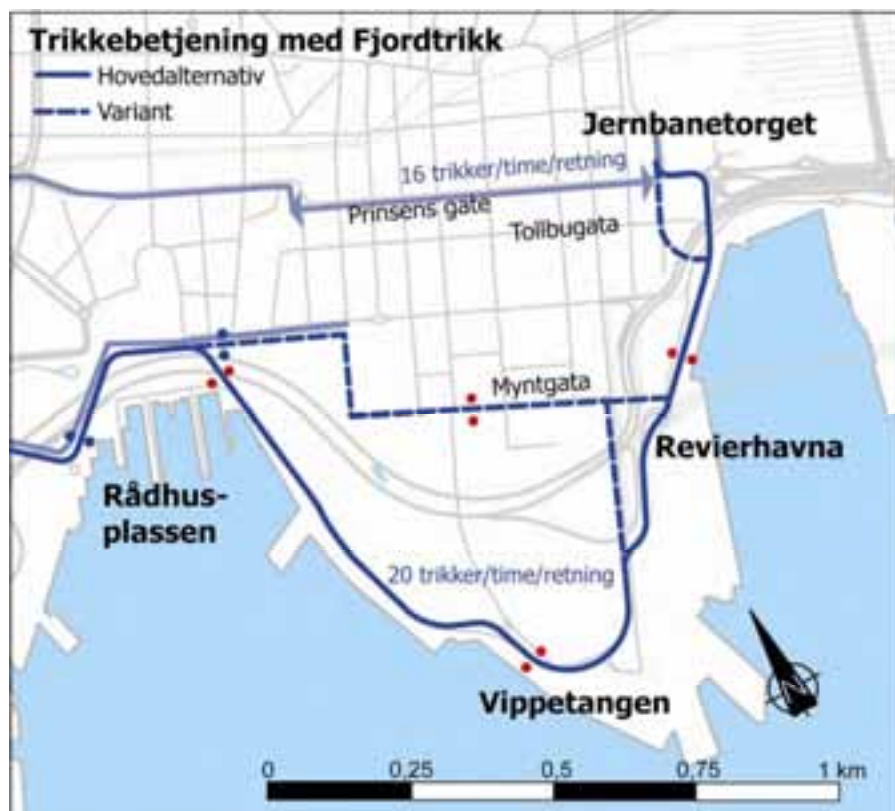 Trikkebetjening med Fjordtrikk
Hovedalternativ
Variant
Jernbanetorget
16 trikker/time/retning
Prinsens gate
Tollbugata
Myntgata
Revierhavna
Rådhus-
plassen
20 trikker/time/retning
Vippetangen
N
0 0,25 0,5 0,75 1 km